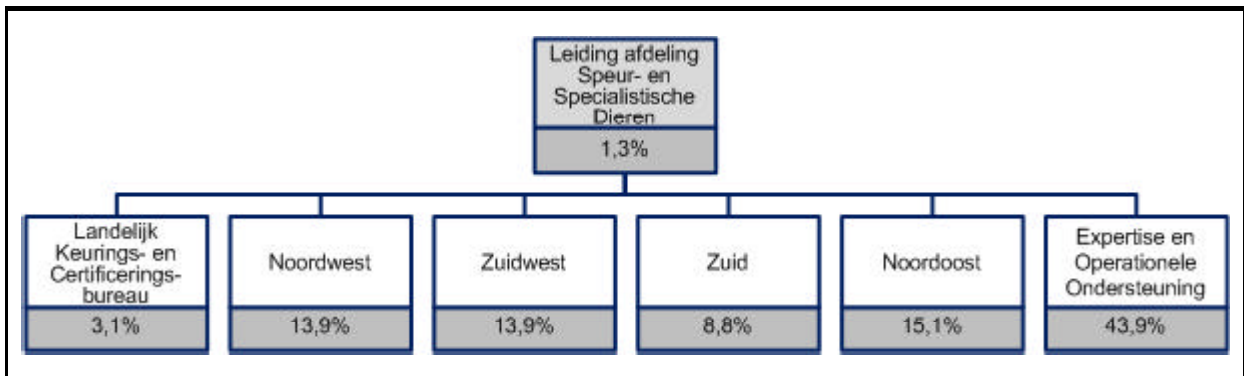 Leiding afdeling
Speur- en
Specialistische
Dieren
1,3%
Landelijk
Keurings- en
Certificerings-
bureau
3,1%
Noordwest
13,9%
Zuidwest
13,9%
Zuid
8,8%
Noordoost
15,1%
Expertise en
Operationele
Ondersteuning
43,9%